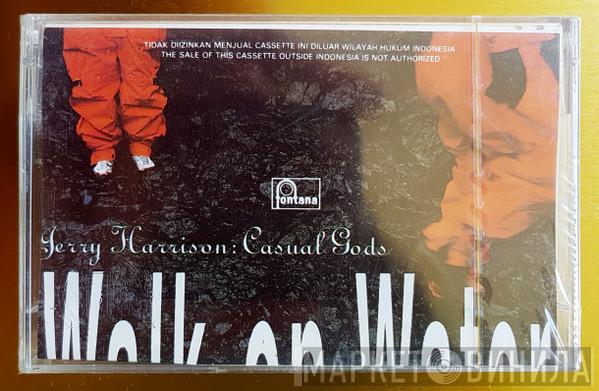 TIDAK DIIZINKAN MENJUAL CASSETTE INI DILUAR WILAYAH HUKUM INDONESIA
THE SALE OF THIS CASSETTE OUTSIDE INDONESIA IS NOT AUTHORIZED
fontana
Jerry Harrison: Casual Gods
Walk on Water
МАРКЕТ ВИНИЛА